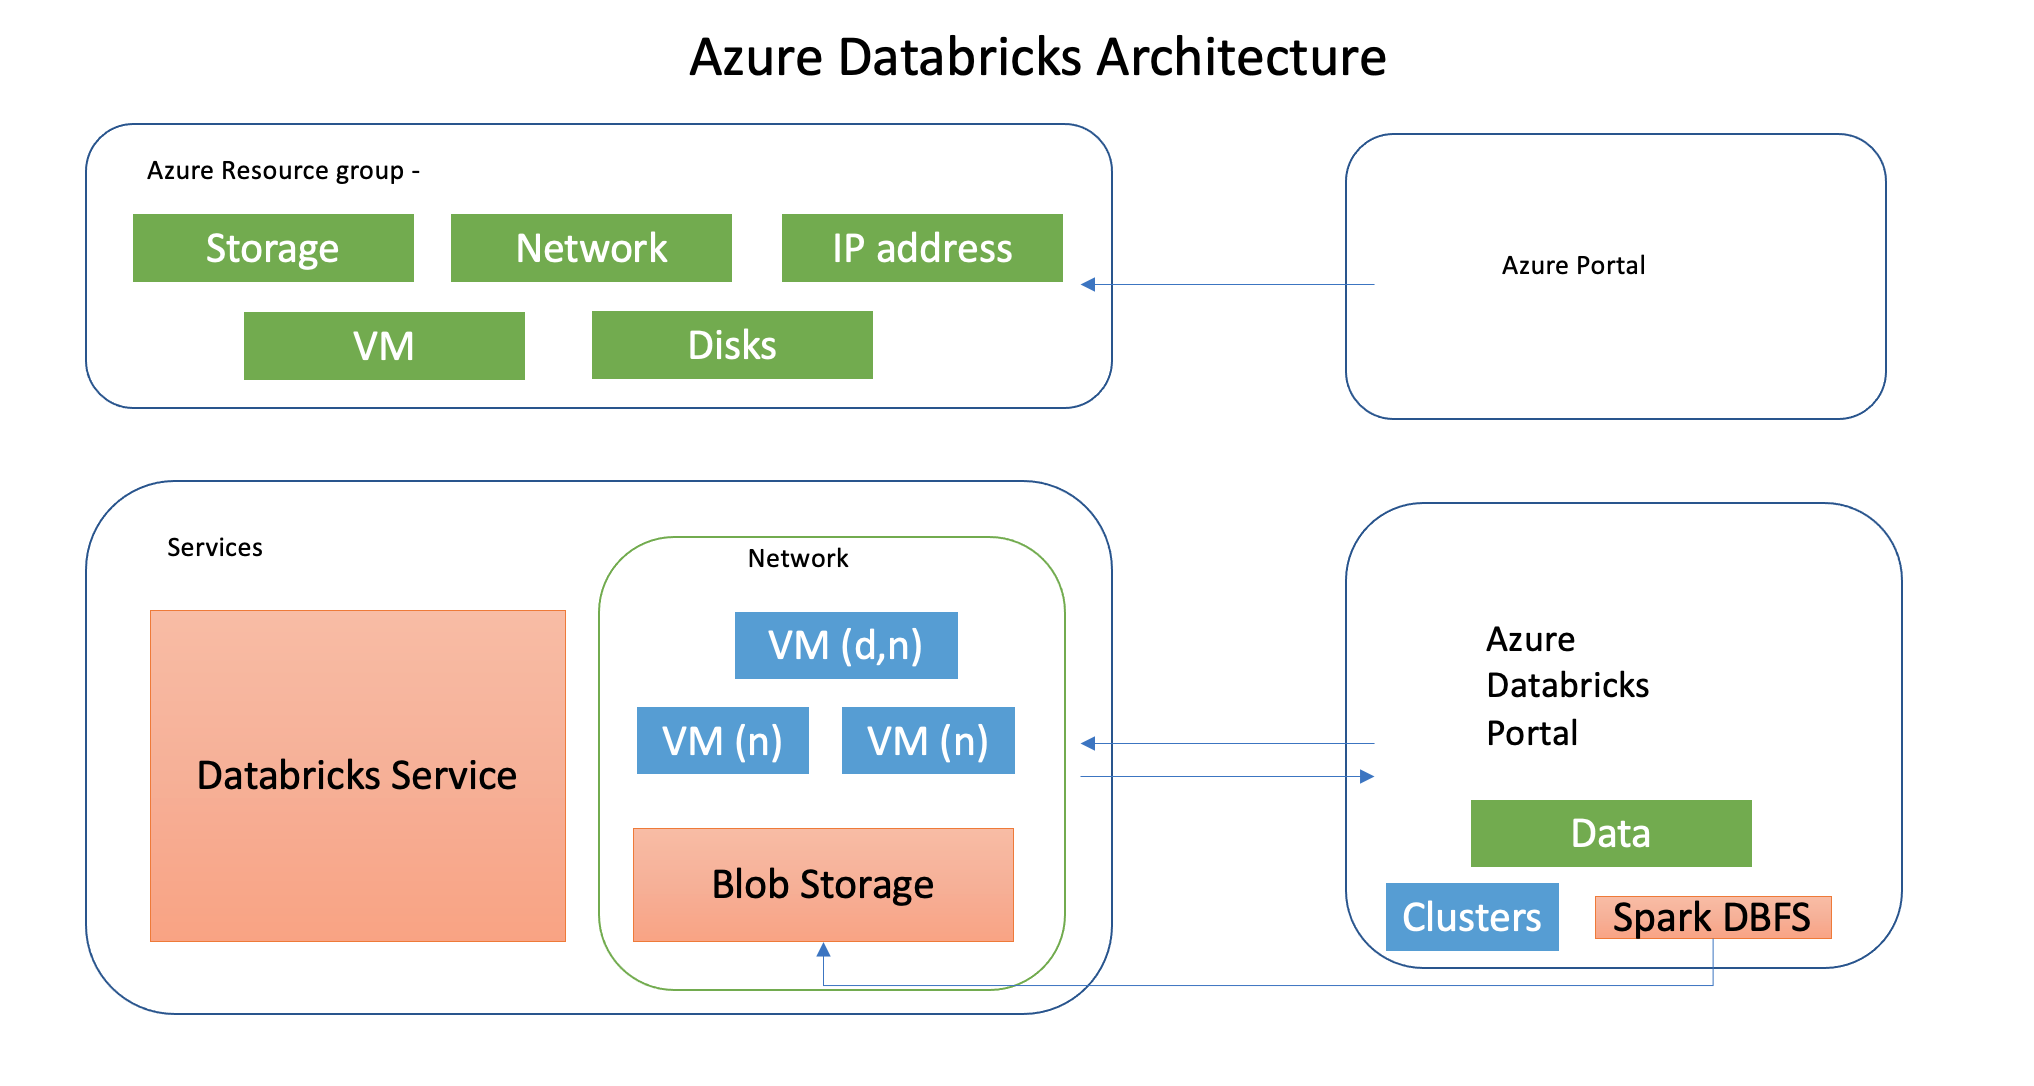 Azure Databricks Architecture
Azure Resource group -
Storage
Network
IP address
VM
Disks
Azure Portal
Services
Databricks Service
Network
VM (d,n)
VM (n)
VM (n)
Blob Storage
Azure
Databricks
Portal
Data
Clusters
Spark DBFS